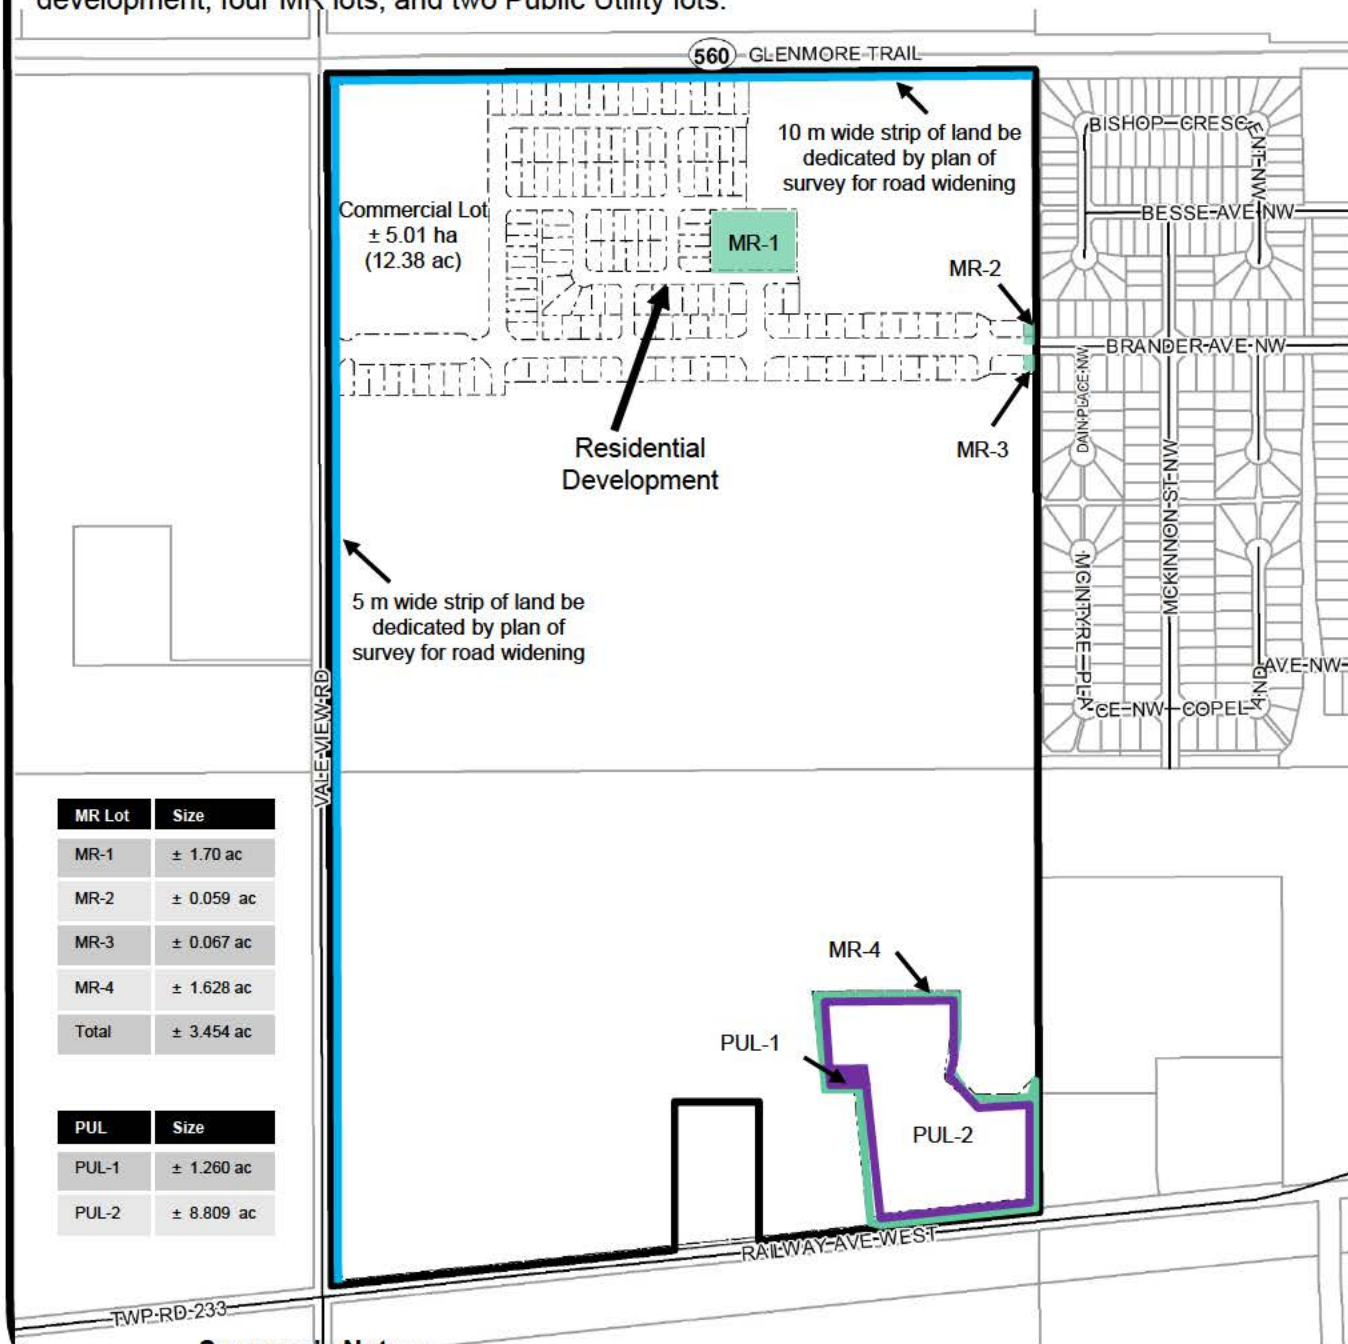 development, four MR lots, and two Public Utility lots.
560 GLENMORE TRAIL
10 m wide strip of land be
dedicated by plan of
survey for road widening
BISHOP CRESCENT NW
BESSE AVE NW
Commercial Lot
± 5.01 ha
(12.38 ac)
MR-1
MR-2
BRANDER AVE NW
DAIN PLACE NW
MR-3
Residential
Development
MCKINNON ST NW
MCINTYRE PLACE NW
COPELAND AVE NW
5 m wide strip of land be
dedicated by plan of
survey for road widening
VALE VIEW RD
MR Lot Size
MR-1 ± 1.70 ac
MR-2 ± 0.059 ac
MR-3 ± 0.067 ac
MR-4 ± 1.628 ac
Total ± 3.454 ac
MR-4
PUL-1
PUL-2
PUL Size
PUL-1 ± 1.260 ac
PUL-2 ± 8.809 ac
RAILWAY AVE WEST
TWP RD 233